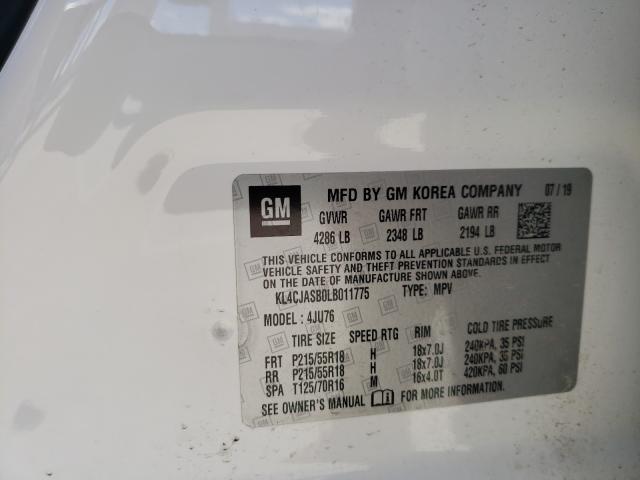 GM
MFD BY GM KOREA COMPANY 07/19
GVWR GAWR FRT GAWR RR
4286 LB 2348 LB 2194 LB
THIS VEHICLE CONFORMS TO ALL APPLICABLE U.S. FEDERAL MOTOR
VEHICLE SAFETY AND THEFT PREVENTION STANDARDS IN EFFECT
ON THE DATE OF MANUFACTURE SHOWN ABOVE.
KL4CJASB0LB011775 TYPE: MPV
MODEL: 4JU76
TIRE SIZE SPEED RTG RIM COLD TIRE PRESSURE
FRT P215/55R18 H 18x7.0J 240KPA, 35 PSI
RR P215/55R18 H 18x7.0J 240KPA, 35 PSI
SPA T125/70R16 M 16x4.0T 420KPA, 60 PSI
SEE OWNER'S MANUAL FOR MORE INFORMATION